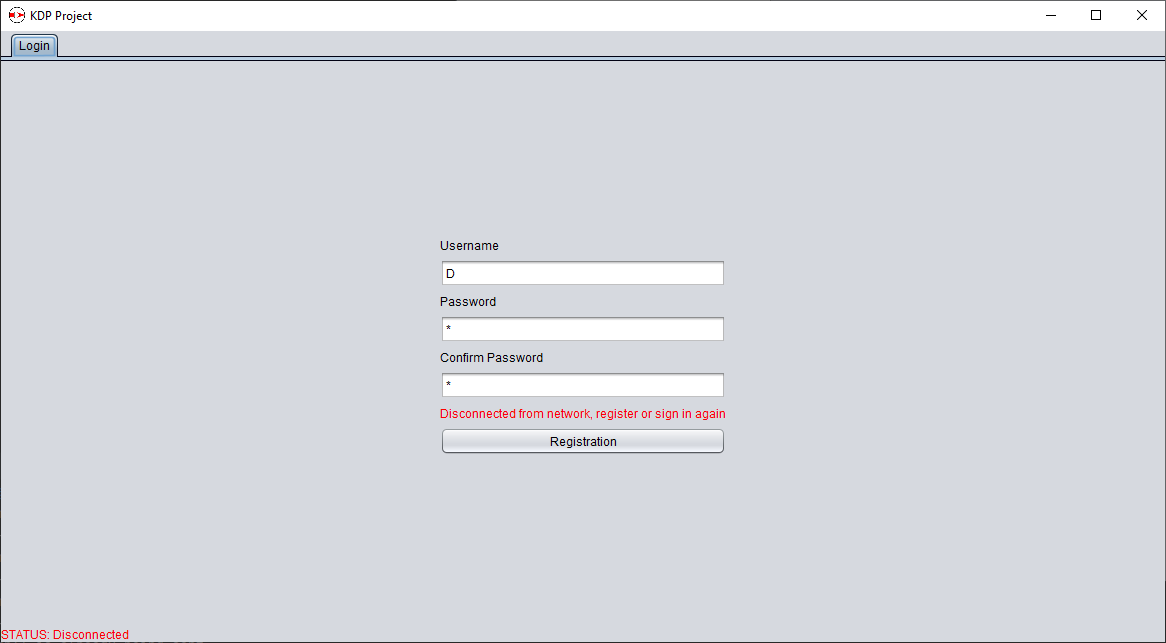 KDP Project
Login
Username
D
Password
*
Confirm Password
*
Disconnected from network, register or sign in again
Registration
STATUS: Disconnected